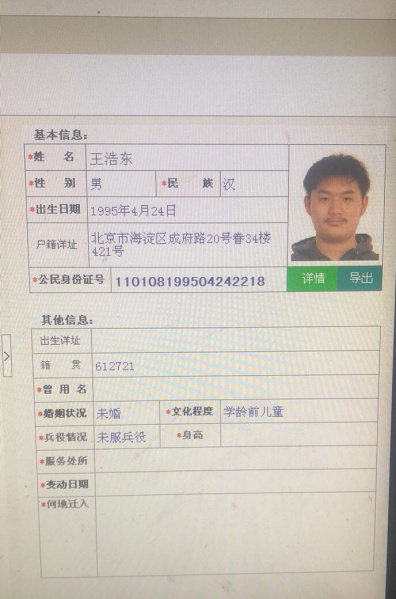 基本信息:
*姓 名 王浩东
*性 别 男 *民 族 汉
*出生日期 1995年4月24日
户籍详址 北京市海淀区成府路20号眷34楼
421号
*公民身份证号 110108199504242218 详情 导出
其他信息:
出生详址
籍 贯 612721
*曾 用 名
*婚姻状况 未婚 *文化程度 学龄前儿童
*兵役情况 未服兵役 *身高
*服务处所
*变动日期
*何地迁入